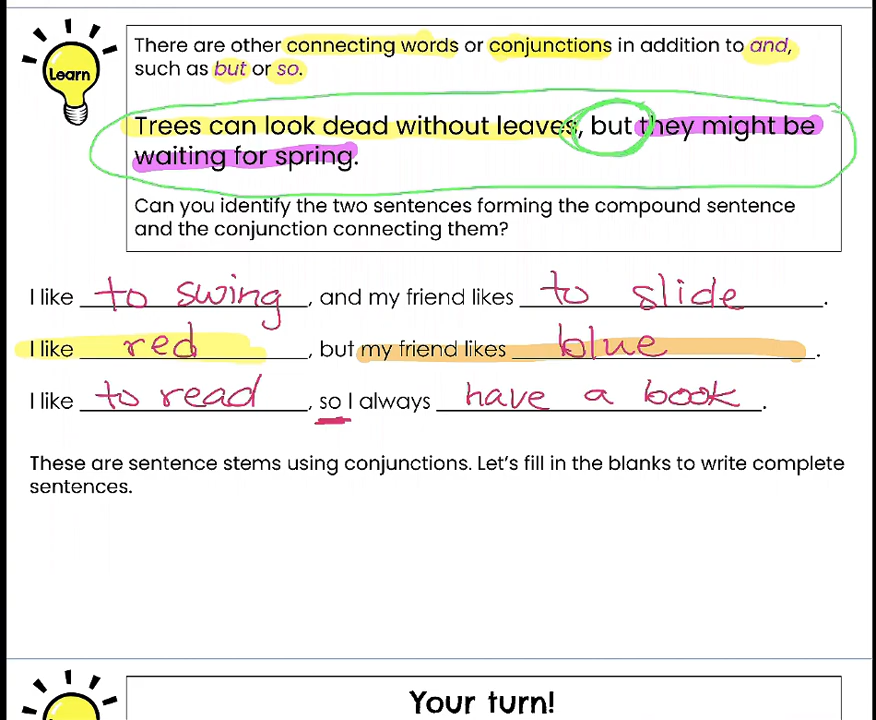 Learn
There are other connecting words or conjunctions in addition to and,
such as but or so.
Trees can look dead without leaves, but they might be
waiting for spring.
Can you identify the two sentences forming the compound sentence
and the conjunction connecting them?
I like to swing, and my friend likes to slide.
I like red, but my friend likes blue.
I like to read, so I always have a book.
These are sentence stems using conjunctions. Let's fill in the blanks to write complete
sentences.
Your turn!